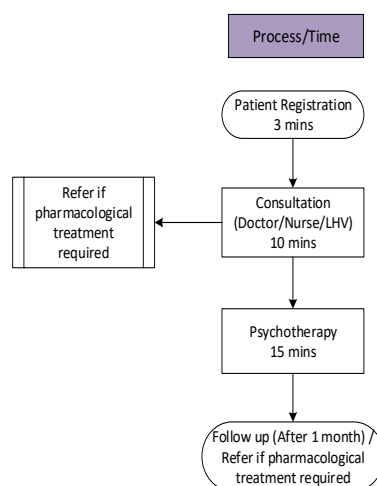 Process/Time
Patient Registration
3 mins
Refer if
pharmacological
treatment
required
Consultation
(Doctor/Nurse/LHV)
10 mins
Psychotherapy
15 mins
Follow up (After 1 month) /
Refer if pharmacological
treatment required